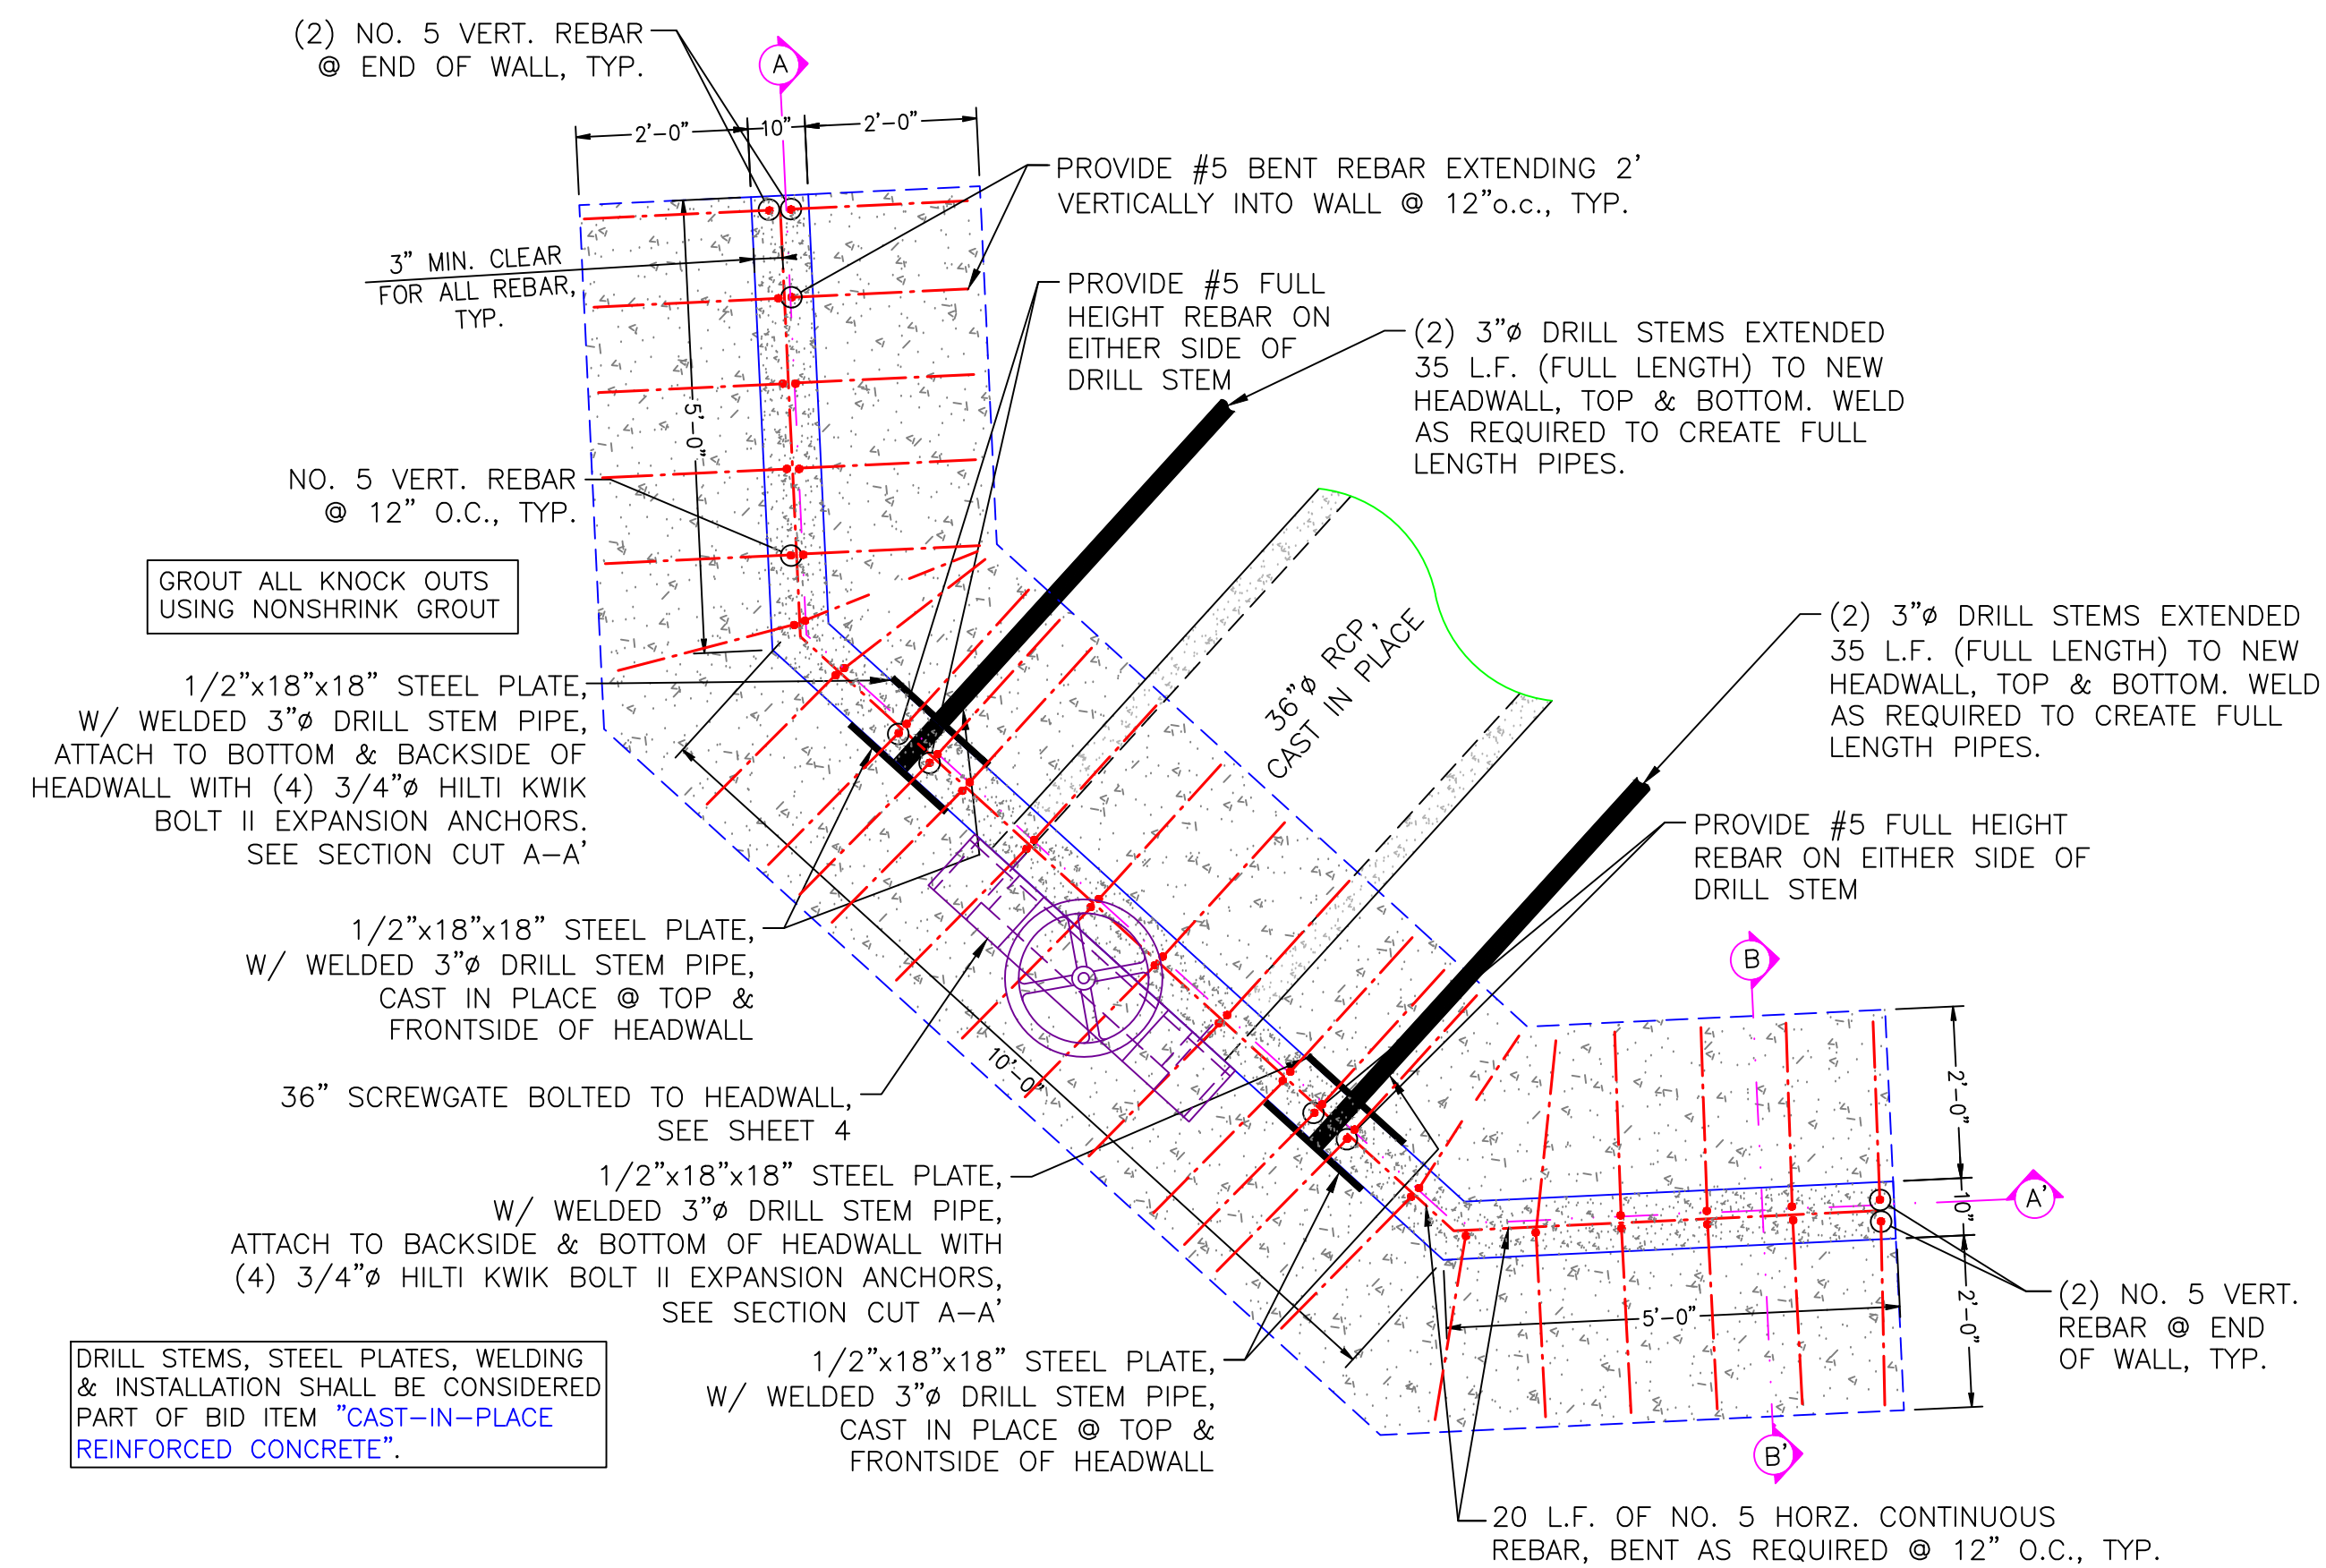 (2) NO. 5 VERT. REBAR
@ END OF WALL, TYP.
A
2'-0"
10"
2'-0"
PROVIDE #5 BENT REBAR EXTENDING 2'
VERTICALLY INTO WALL @ 12"o.c., TYP.
3" MIN. CLEAR
FOR ALL REBAR,
TYP.
PROVIDE #5 FULL
HEIGHT REBAR ON
EITHER SIDE OF
DRILL STEM
(2) 3"ø DRILL STEMS EXTENDED
35 L.F. (FULL LENGTH) TO NEW
HEADWALL, TOP & BOTTOM. WELD
AS REQUIRED TO CREATE FULL
LENGTH PIPES.
5'-0"
NO. 5 VERT. REBAR
@ 12" O.C., TYP.
GROUT ALL KNOCK OUTS
USING NONSHRINK GROUT
36"ø RCP,
CAST IN PLACE
(2) 3"ø DRILL STEMS EXTENDED
35 L.F. (FULL LENGTH) TO NEW
HEADWALL, TOP & BOTTOM. WELD
AS REQUIRED TO CREATE FULL
LENGTH PIPES.
1/2"x18"x18" STEEL PLATE,
W/ WELDED 3"ø DRILL STEM PIPE,
ATTACH TO BOTTOM & BACKSIDE OF
HEADWALL WITH (4) 3/4"ø HILTI KWIK
BOLT II EXPANSION ANCHORS.
SEE SECTION CUT A-A'
PROVIDE #5 FULL HEIGHT
REBAR ON EITHER SIDE OF
DRILL STEM
1/2"x18"x18" STEEL PLATE,
W/ WELDED 3"ø DRILL STEM PIPE,
CAST IN PLACE @ TOP &
FRONTSIDE OF HEADWALL
B
10'-0"
2'-0"
10"
2'-0"
A'
36" SCREWGATE BOLTED TO HEADWALL,
SEE SHEET 4
1/2"x18"x18" STEEL PLATE,
W/ WELDED 3"ø DRILL STEM PIPE,
ATTACH TO BACKSIDE & BOTTOM OF HEADWALL WITH
(4) 3/4"ø HILTI KWIK BOLT II EXPANSION ANCHORS,
SEE SECTION CUT A-A'
5'-0"
(2) NO. 5 VERT.
REBAR @ END
OF WALL, TYP.
DRILL STEMS, STEEL PLATES, WELDING
& INSTALLATION SHALL BE CONSIDERED
PART OF BID ITEM "CAST-IN-PLACE
REINFORCED CONCRETE".
1/2"x18"x18" STEEL PLATE,
W/ WELDED 3"ø DRILL STEM PIPE,
CAST IN PLACE @ TOP &
FRONTSIDE OF HEADWALL
B'
20 L.F. OF NO. 5 HORZ. CONTINUOUS
REBAR, BENT AS REQUIRED @ 12" O.C., TYP.